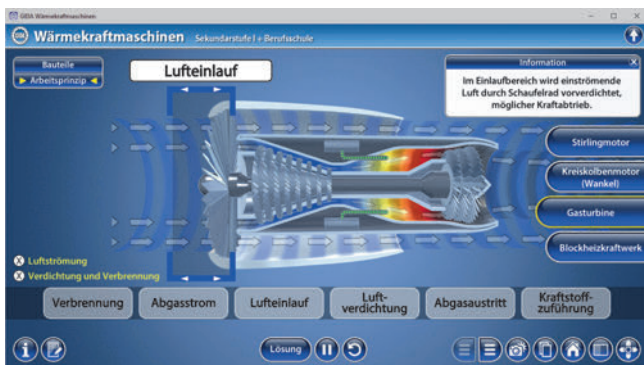 GIDA Wärmekraftmaschinen
Wärmekraftmaschinen Sekundarstufe I + Berufsschule
Bauteile
Arbeitsprinzip
Lufteinlauf
Information
Im Einlaufbereich wird einströmende
Luft durch Schaufelrad vorverdichtet,
möglicher Kraftabtrieb.
Stirlingmotor
Kreiskolbenmotor
(Wankel)
Gasturbine
Blockheizkraftwerk
Luftströmung
Verdichtung und Verbrennung
Verbrennung
Abgasstrom
Lufteinlauf
Luft-
verdichtung
Abgasaustritt
Kraftstoff-
zuführung
Lösung